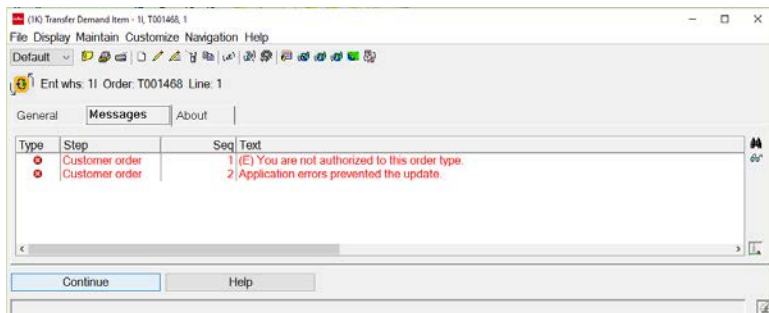 (1K) Transfer Demand Item - 1I, T001468, 1
File Display Maintain Customize Navigation Help
Default
Ent whs: 1I Order: T001468 Line: 1
General Messages About
Type Step Seq Text
Customer order 1 (E) You are not authorized to this order type.
Customer order 2 Application errors prevented the update.
Continue Help